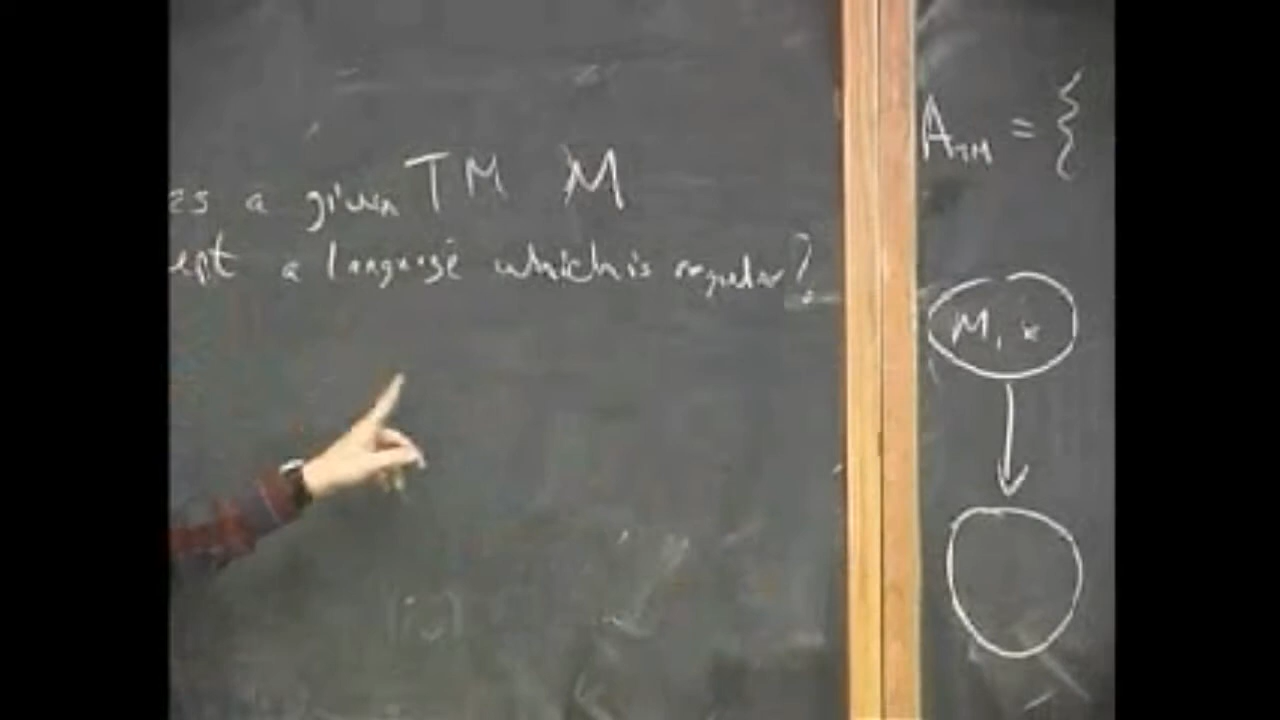 es a given TM M
ept a language which is regular?
A_TM = {
M, x